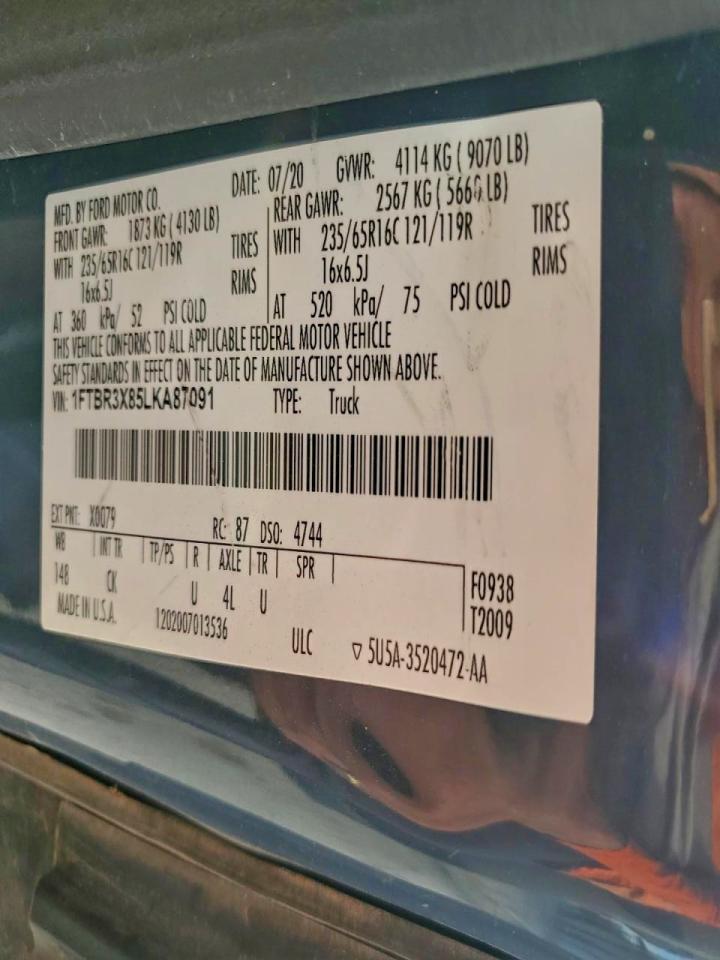 MFD. BY FORD MOTOR CO. DATE: 07/20 GVWR: 4114 KG ( 9070 LB)
FRONT GAWR: 1873 KG ( 4130 LB) REAR GAWR: 2567 KG ( 5660 LB)
WITH 235/65R16C 121/119R TIRES WITH 235/65R16C 121/119R TIRES
16x6.5J RIMS 16x6.5J RIMS
AT 360 kPa/ 52 PSI COLD AT 520 kPa/ 75 PSI COLD
THIS VEHICLE CONFORMS TO ALL APPLICABLE FEDERAL MOTOR VEHICLE
SAFETY STANDARDS IN EFFECT ON THE DATE OF MANUFACTURE SHOWN ABOVE.
VIN: 1FTBR3X85LKA87091 TYPE: Truck
EXT PNT: X0079 RC: 87 DSO: 4744
WB INT TR TP/PS R AXLE TR SPR
148 CK U 4L U F0938
MADE IN U.S.A. T2009
1202007013536 ULC ▽ 5U5A-3520472-AA